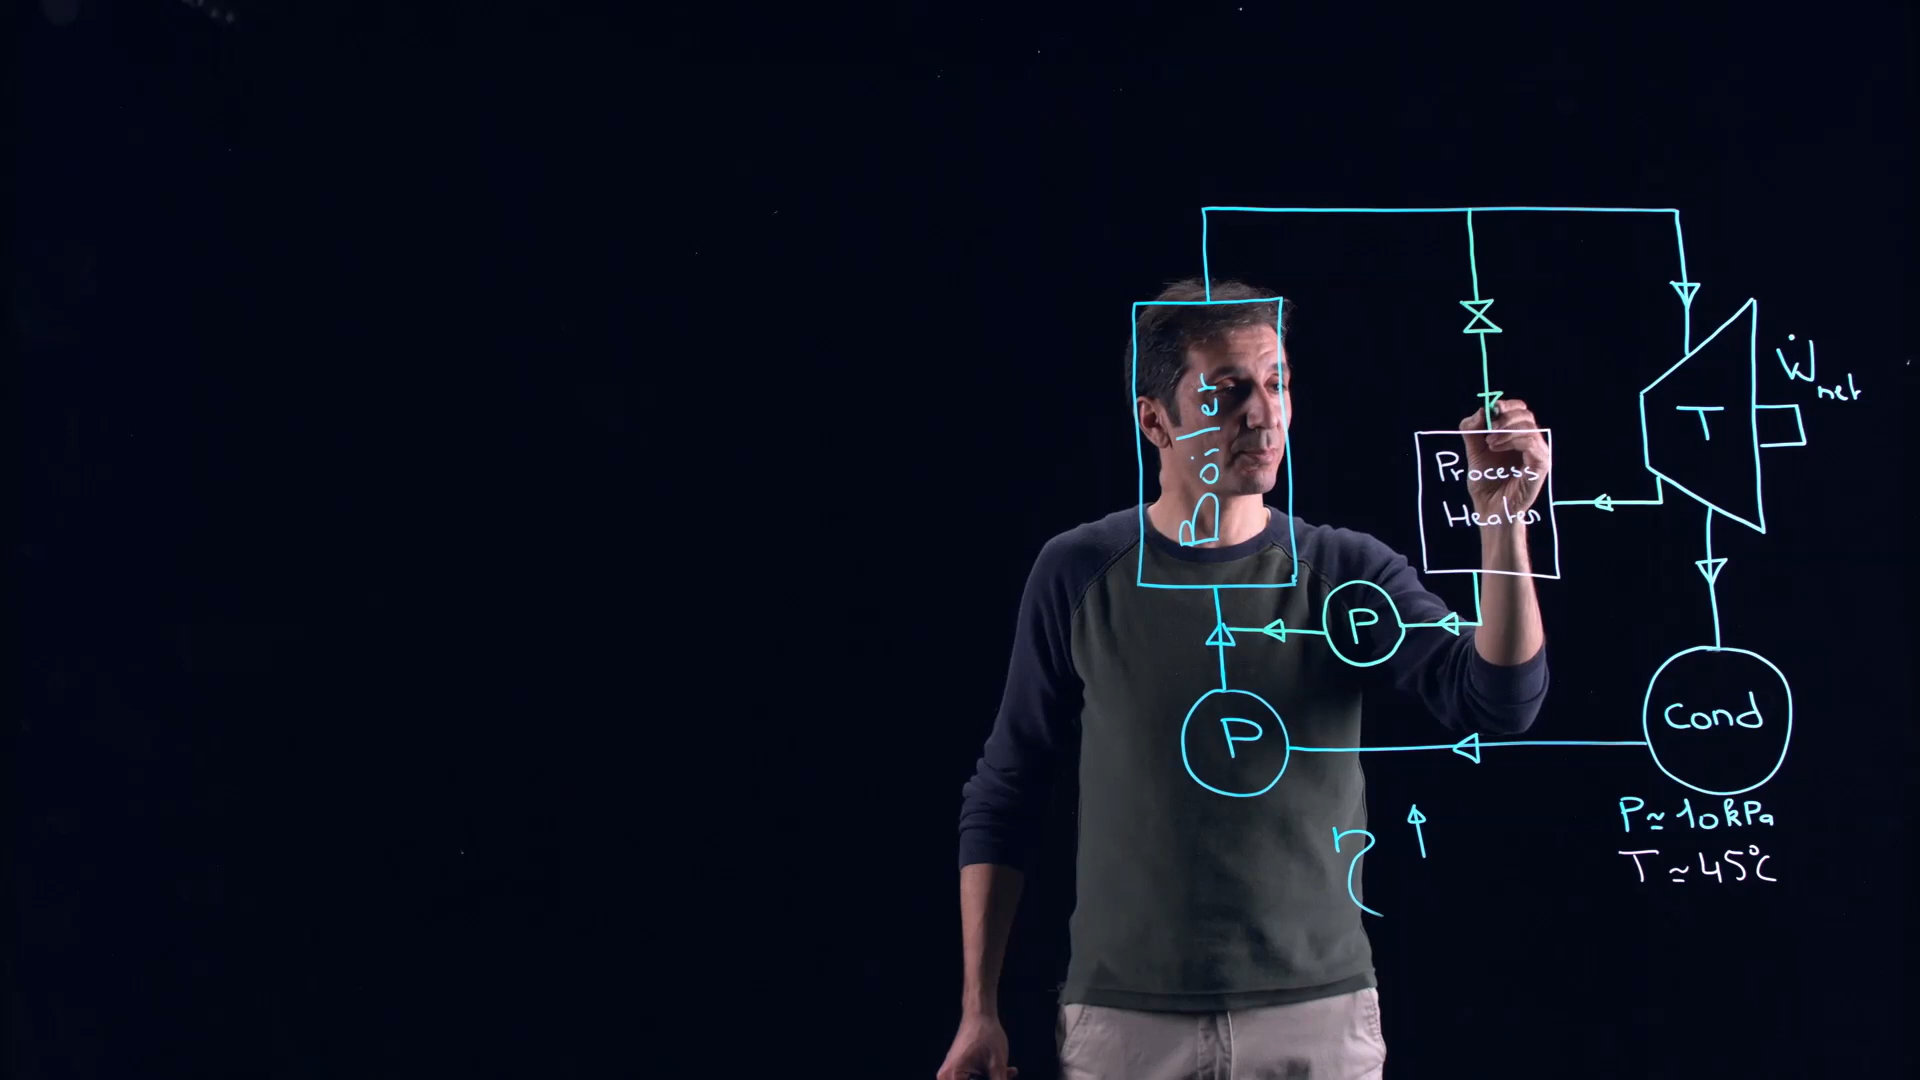 Boiler
Process
Heater
T
Ẇnet
P
P
Cond
P≃10kPa
T≃45°C
η↑